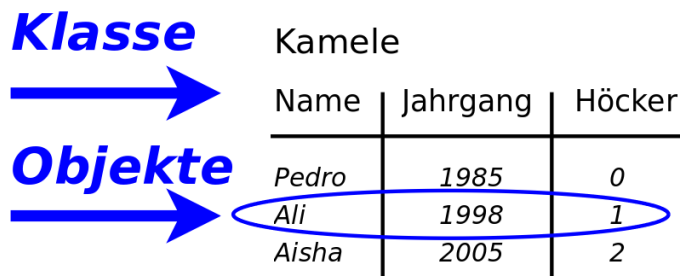 Klasse
Kamele
Name Jahrgang Höcker
Objekte
Pedro 1985 0
Ali 1998 1
Aisha 2005 2